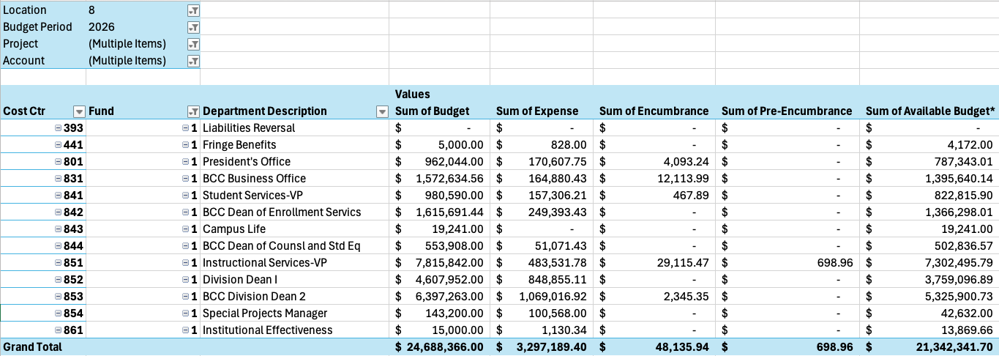 Location 8
Budget Period 2026
Project (Multiple Items)
Account (Multiple Items)
Values
Cost Ctr Fund Department Description Sum of Budget Sum of Expense Sum of Encumbrance Sum of Pre-Encumbrance Sum of Available Budget*
393 1 Liabilities Reversal $ - $ - $ - $ - $ -
441 1 Fringe Benefits $ 5,000.00 $ 828.00 $ - $ - $ 4,172.00
801 1 President's Office $ 962,044.00 $ 170,607.75 $ 4,093.24 $ - $ 787,343.01
831 1 BCC Business Office $ 1,572,634.56 $ 164,880.43 $ 12,113.99 $ - $ 1,395,640.14
841 1 Student Services-VP $ 980,590.00 $ 157,306.21 $ 467.89 $ - $ 822,815.90
842 1 BCC Dean of Enrollment Servics $ 1,615,691.44 $ 249,393.43 $ - $ - $ 1,366,298.01
843 1 Campus Life $ 19,241.00 $ - $ - $ - $ 19,241.00
844 1 BCC Dean of Counsl and Std Eq $ 553,908.00 $ 51,071.43 $ - $ - $ 502,836.57
851 1 Instructional Services-VP $ 7,815,842.00 $ 483,531.78 $ 29,115.47 $ 698.96 $ 7,302,495.79
852 1 Division Dean I $ 4,607,952.00 $ 848,855.11 $ - $ - $ 3,759,096.89
853 1 BCC Division Dean 2 $ 6,397,263.00 $ 1,069,016.92 $ 2,345.35 $ - $ 5,325,900.73
854 1 Special Projects Manager $ 143,200.00 $ 100,568.00 $ - $ - $ 42,632.00
861 1 Institutional Effectiveness $ 15,000.00 $ 1,130.34 $ - $ - $ 13,869.66
Grand Total $ 24,688,366.00 $ 3,297,189.40 $ 48,135.94 $ 698.96 $ 21,342,341.70